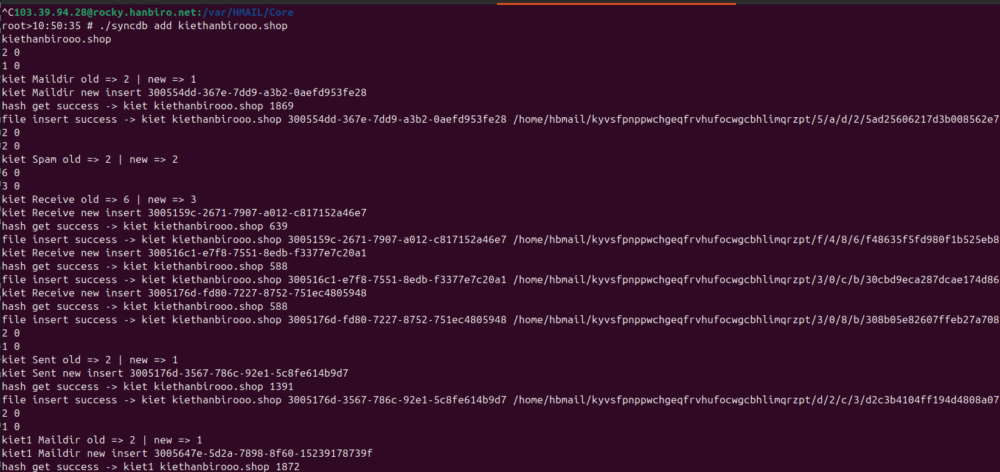 ^C103.39.94.28@rocky.hanbiro.net:/var/HMAIL/Core
root>10:50:35 # ./syncdb add kiethanbirooo.shop
kiethanbirooo.shop
2 0
1 0
kiet Maildir old => 2 | new => 1
kiet Maildir new insert 300554dd-367e-7dd9-a3b2-0aefd953fe28
hash get success -> kiet kiethanbirooo.shop 1869
file insert success -> kiet kiethanbirooo.shop 300554dd-367e-7dd9-a3b2-0aefd953fe28 /home/hbmail/kyvsfpnppwchgeqfrvhufocwgcbhlimqrzpt/5/a/d/2/5ad25606217d3b008562e7
2 0
2 0
kiet Spam old => 2 | new => 2
6 0
3 0
kiet Receive old => 6 | new => 3
kiet Receive new insert 3005159c-2671-7907-a012-c817152a46e7
hash get success -> kiet kiethanbirooo.shop 639
file insert success -> kiet kiethanbirooo.shop 3005159c-2671-7907-a012-c817152a46e7 /home/hbmail/kyvsfpnppwchgeqfrvhufocwgcbhlimqrzpt/f/4/8/6/f48635f5fd980f1b525eb8
kiet Receive new insert 300516c1-e7f8-7551-8edb-f3377e7c20a1
hash get success -> kiet kiethanbirooo.shop 588
file insert success -> kiet kiethanbirooo.shop 300516c1-e7f8-7551-8edb-f3377e7c20a1 /home/hbmail/kyvsfpnppwchgeqfrvhufocwgcbhlimqrzpt/3/0/c/b/30cbd9eca287dcae174d86
kiet Receive new insert 3005176d-fd80-7227-8752-751ec4805948
hash get success -> kiet kiethanbirooo.shop 588
file insert success -> kiet kiethanbirooo.shop 3005176d-fd80-7227-8752-751ec4805948 /home/hbmail/kyvsfpnppwchgeqfrvhufocwgcbhlimqrzpt/3/0/8/b/308b05e82607ffeb27a708
2 0
1 0
kiet Sent old => 2 | new => 1
kiet Sent new insert 3005176d-3567-786c-92e1-5c8fe614b9d7
hash get success -> kiet kiethanbirooo.shop 1391
file insert success -> kiet kiethanbirooo.shop 3005176d-3567-786c-92e1-5c8fe614b9d7 /home/hbmail/kyvsfpnppwchgeqfrvhufocwgcbhlimqrzpt/d/2/c/3/d2c3b4104ff194d4808a07
2 0
1 0
kiet1 Maildir old => 2 | new => 1
kiet1 Maildir new insert 3005647e-5d2a-7898-8f60-15239178739f
hash get success -> kiet1 kiethanbirooo.shop 1872